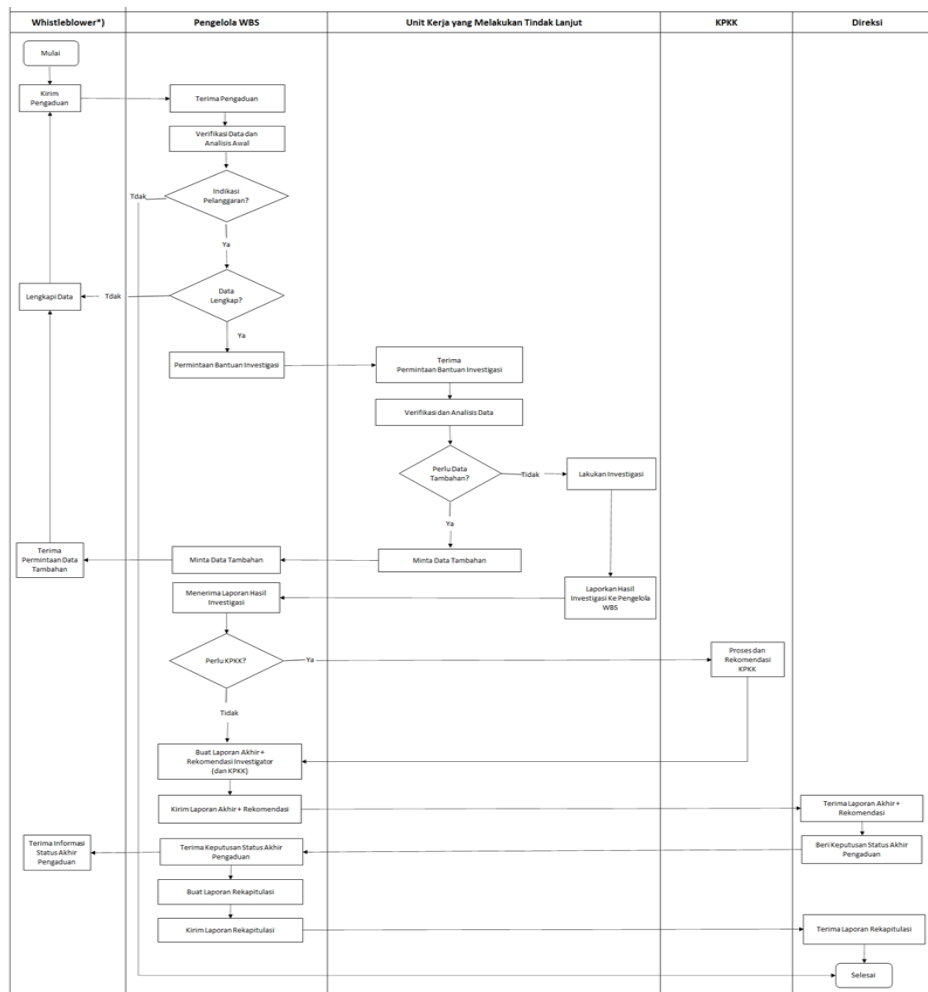 Whistleblower*)
Pengelola WBS
Unit Kerja yang Melakukan Tindak Lanjut
KPKK
Direksi
Mulai
Kirim
Pengaduan
Terima Pengaduan
Verifikasi Data dan
Analisis Awal
Indikasi
Pelanggaran?
Tdak
Ya
Data
Lengkap?
Tdak
Lengkapi Data
Ya
Permintaan Bantuan Investigasi
Terima
Permintaan Bantuan Investigasi
Verifikasi dan Analisis Data
Perlu Data
Tambahan?
Tidak
Lakukan Investigasi
Ya
Minta Data Tambahan
Minta Data Tambahan
Terima
Permintaan Data
Tambahan
Laporkan Hasil
Investigasi Ke Pengelola
WBS
Menerima Laporan Hasil
Investigasi
Perlu KPKK?
Ya
Proses dan
Rekomendasi
KPKK
Tidak
Buat Laporan Akhir +
Rekomendasi Investigator
(dan KPKK)
Kirim Laporan Akhir + Rekomendasi
Terima Laporan Akhir +
Rekomendasi
Beri Keputusan Status Akhir
Pengaduan
Terima Keputusan Status Akhir
Pengaduan
Terima Informasi
Status Akhir
Pengaduan
Buat Laporan Rekapitulasi
Kirim Laporan Rekapitulasi
Terima Laporan Rekapitulasi
Selesai